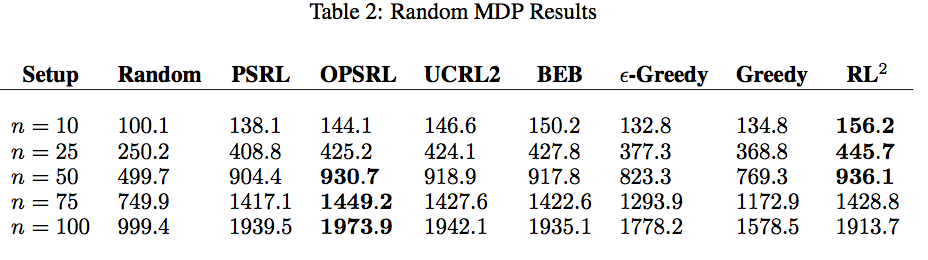 Table 2: Random MDP Results
Setup Random PSRL OPSRL UCRL2 BEB ϵ-Greedy Greedy RL²
n = 10 100.1 138.1 144.1 146.6 150.2 132.8 134.8 156.2
n = 25 250.2 408.8 425.2 424.1 427.8 377.3 368.8 445.7
n = 50 499.7 904.4 930.7 918.9 917.8 823.3 769.3 936.1
n = 75 749.9 1417.1 1449.2 1427.6 1422.6 1293.9 1172.9 1428.8
n = 100 999.4 1939.5 1973.9 1942.1 1935.1 1778.2 1578.5 1913.7